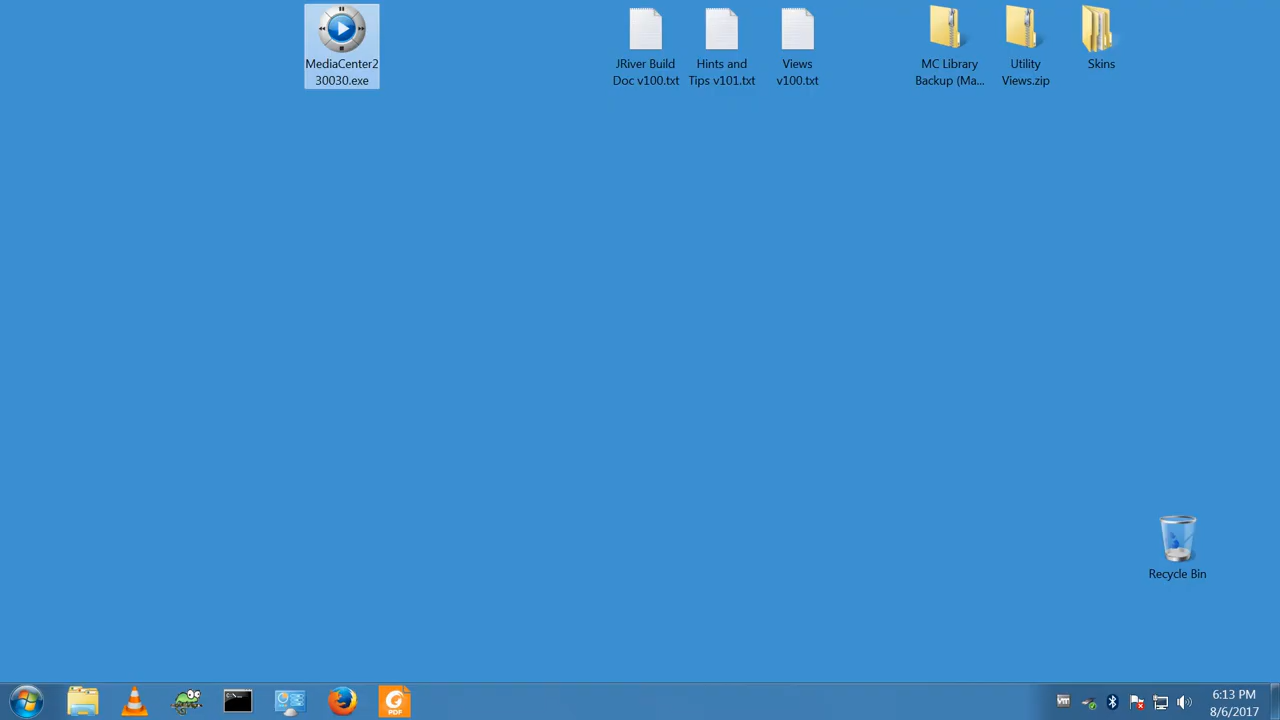 MediaCenter2
30030.exe
JRiver Build
Doc v100.txt
Hints and
Tips v101.txt
Views
v100.txt
MC Library
Backup (Ma...
Utility
Views.zip
Skins
Recycle Bin
PDF
6:13 PM
8/6/2017